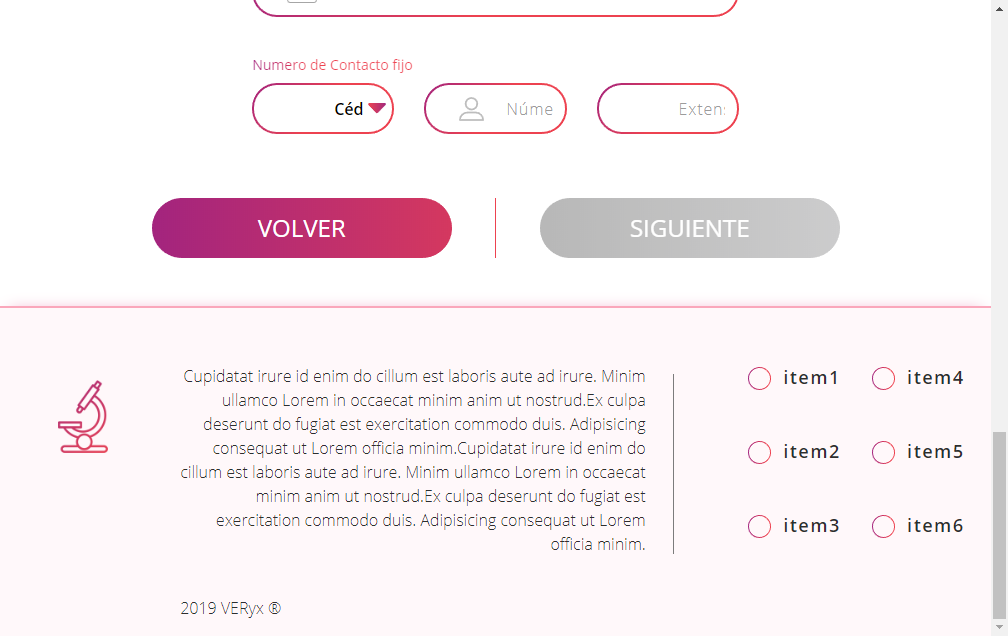 Numero de Contacto fijo
Céd Núme Extens
VOLVER SIGUIENTE
Cupidatat irure id enim do cillum est laboris aute ad irure. Minim
ullamco Lorem in occaecat minim anim ut nostrud.Ex culpa
deserunt do fugiat est exercitation commodo duis. Adipisicing
consequat ut Lorem officia minim.Cupidatat irure id enim do
cillum est laboris aute ad irure. Minim ullamco Lorem in occaecat
minim anim ut nostrud.Ex culpa deserunt do fugiat est
exercitation commodo duis. Adipisicing consequat ut Lorem
officia minim.
item1 item4
item2 item5
item3 item6
2019 VERyx ®